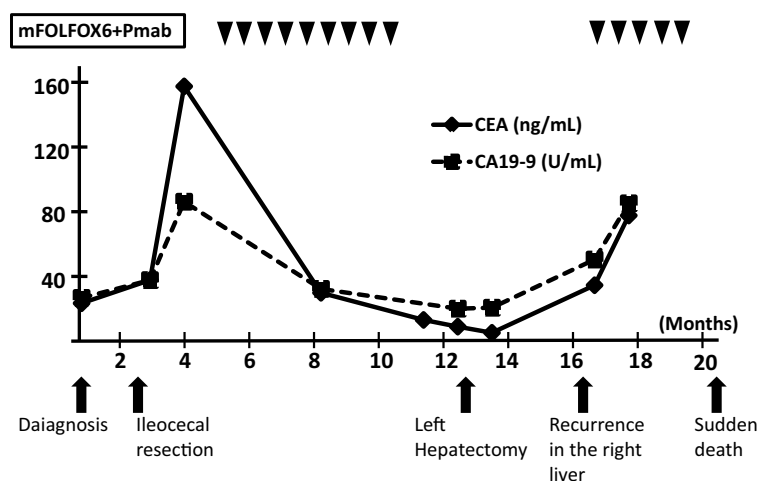 mFOLFOX6+Pmab
160
120
80
40
CEA (ng/mL)
CA19-9 (U/mL)
(Months)
2 4 6 8 10 12 14 16 18 20
Daiagnosis
Ileocecal
resection
Left
Hepatectomy
Recurrence
in the right
liver
Sudden
death